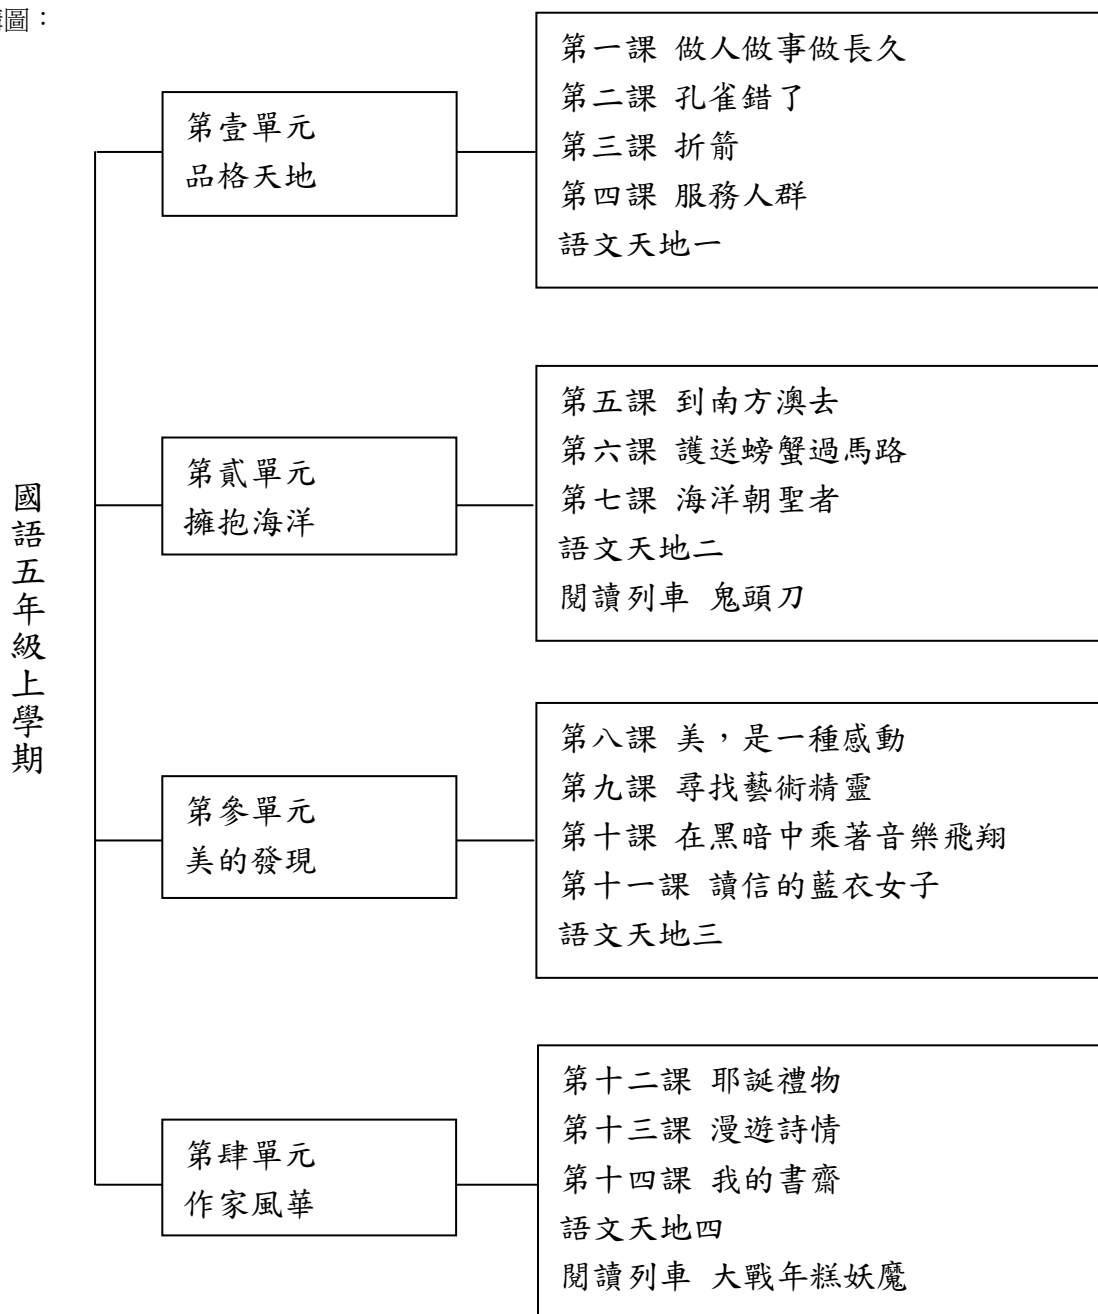 圖：
國語五年級上學期
第壹單元
品格天地
第一課 做人做事做長久
第二課 孔雀錯了
第三課 折箭
第四課 服務人群
語文天地一
第貳單元
擁抱海洋
第五課 到南方澳去
第六課 護送螃蟹過馬路
第七課 海洋朝聖者
語文天地二
閱讀列車 鬼頭刀
第參單元
美的發現
第八課 美，是一種感動
第九課 尋找藝術精靈
第十課 在黑暗中乘著音樂飛翔
第十一課 讀信的藍衣女子
語文天地三
第肆單元
作家風華
第十二課 耶誕禮物
第十三課 漫遊詩情
第十四課 我的書齋
語文天地四
閱讀列車 大戰年糕妖魔